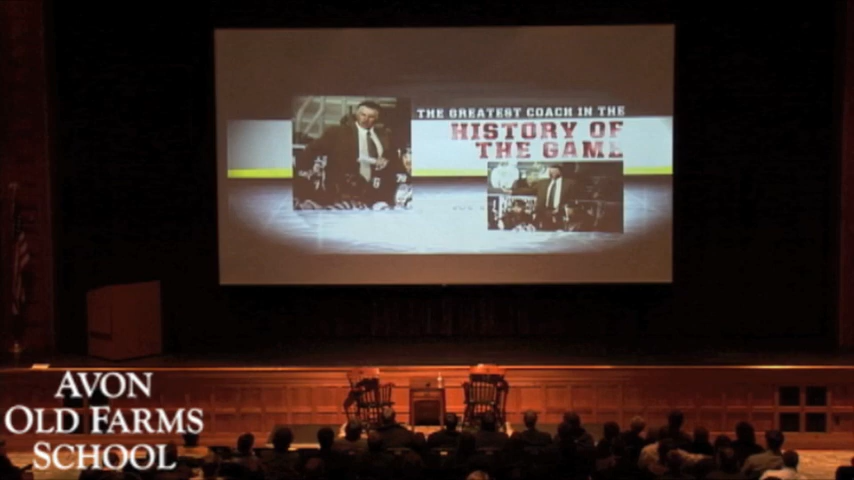 THE GREATEST COACH IN THE
HISTORY OF
THE GAME
AVON
OLD FARMS
SCHOOL